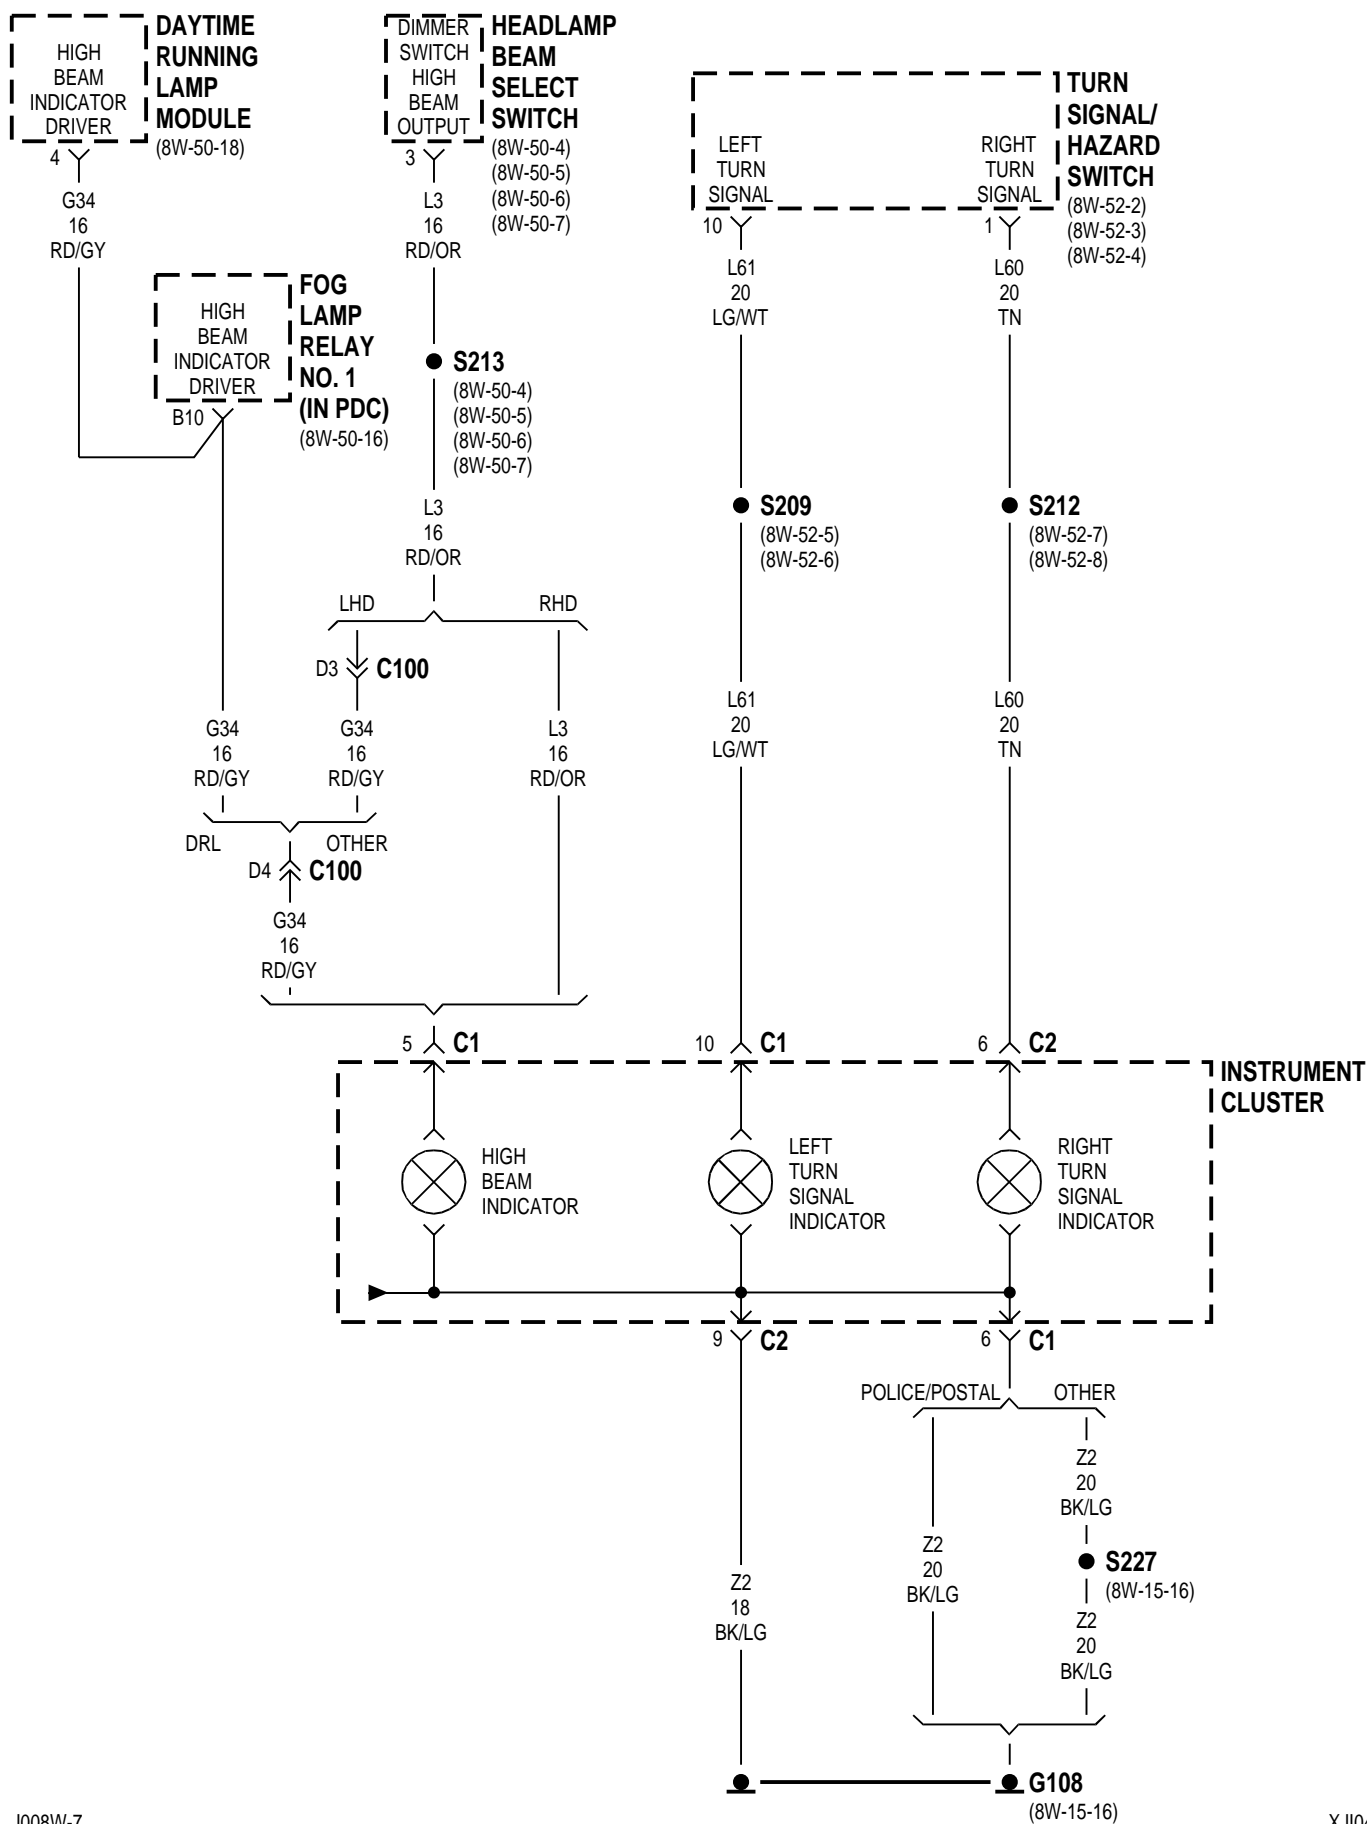 DAYTIME
RUNNING
LAMP
MODULE
(8W-50-18)
HIGH
BEAM
INDICATOR
DRIVER
4
G34
16
RD/GY
DIMMER
SWITCH
HIGH
BEAM
OUTPUT
HEADLAMP
BEAM
SELECT
SWITCH
(8W-50-4)
(8W-50-5)
(8W-50-6)
(8W-50-7)
3
L3
16
RD/OR
TURN
SIGNAL/
HAZARD
SWITCH
(8W-52-2)
(8W-52-3)
(8W-52-4)
LEFT
TURN
SIGNAL
RIGHT
TURN
SIGNAL
10
L61
20
LG/WT
1
L60
20
TN
HIGH
BEAM
INDICATOR
DRIVER
FOG
LAMP
RELAY
NO. 1
(IN PDC)
(8W-50-16)
B10
S213
(8W-50-4)
(8W-50-5)
(8W-50-6)
(8W-50-7)
L3
16
RD/OR
S209
(8W-52-5)
(8W-52-6)
S212
(8W-52-7)
(8W-52-8)
LHD
RHD
D3
C100
G34
16
RD/GY
G34
16
RD/GY
L3
16
RD/OR
L61
20
LG/WT
L60
20
TN
DRL
OTHER
D4
C100
G34
16
RD/GY
5
C1
10
C1
6
C2
INSTRUMENT
CLUSTER
HIGH
BEAM
INDICATOR
LEFT
TURN
SIGNAL
INDICATOR
RIGHT
TURN
SIGNAL
INDICATOR
9
C2
6
C1
POLICE/POSTAL
OTHER
Z2
20
BK/LG
Z2
20
BK/LG
S227
(8W-15-16)
Z2
18
BK/LG
Z2
20
BK/LG
G108
(8W-15-16)